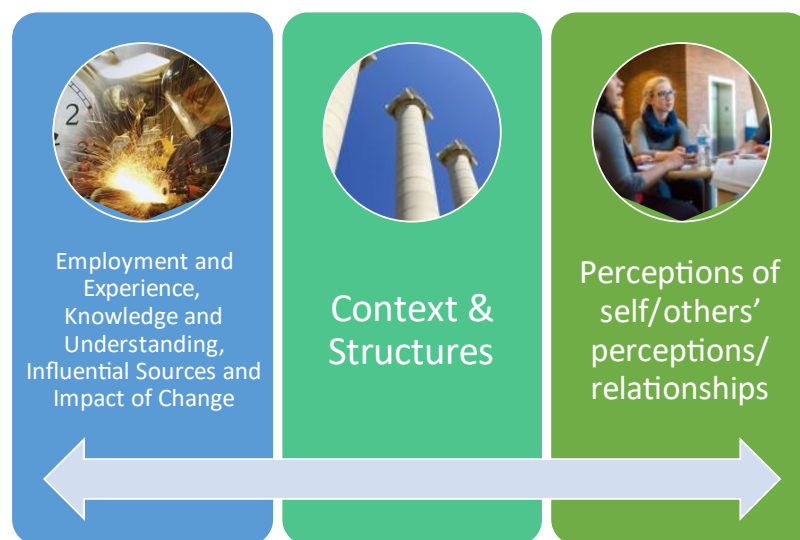 2
Employment and
Experience,
Knowledge and
Understanding,
Influential Sources and
Impact of Change
Context &
Structures
Perceptions of
self/others’
perceptions/
relationships